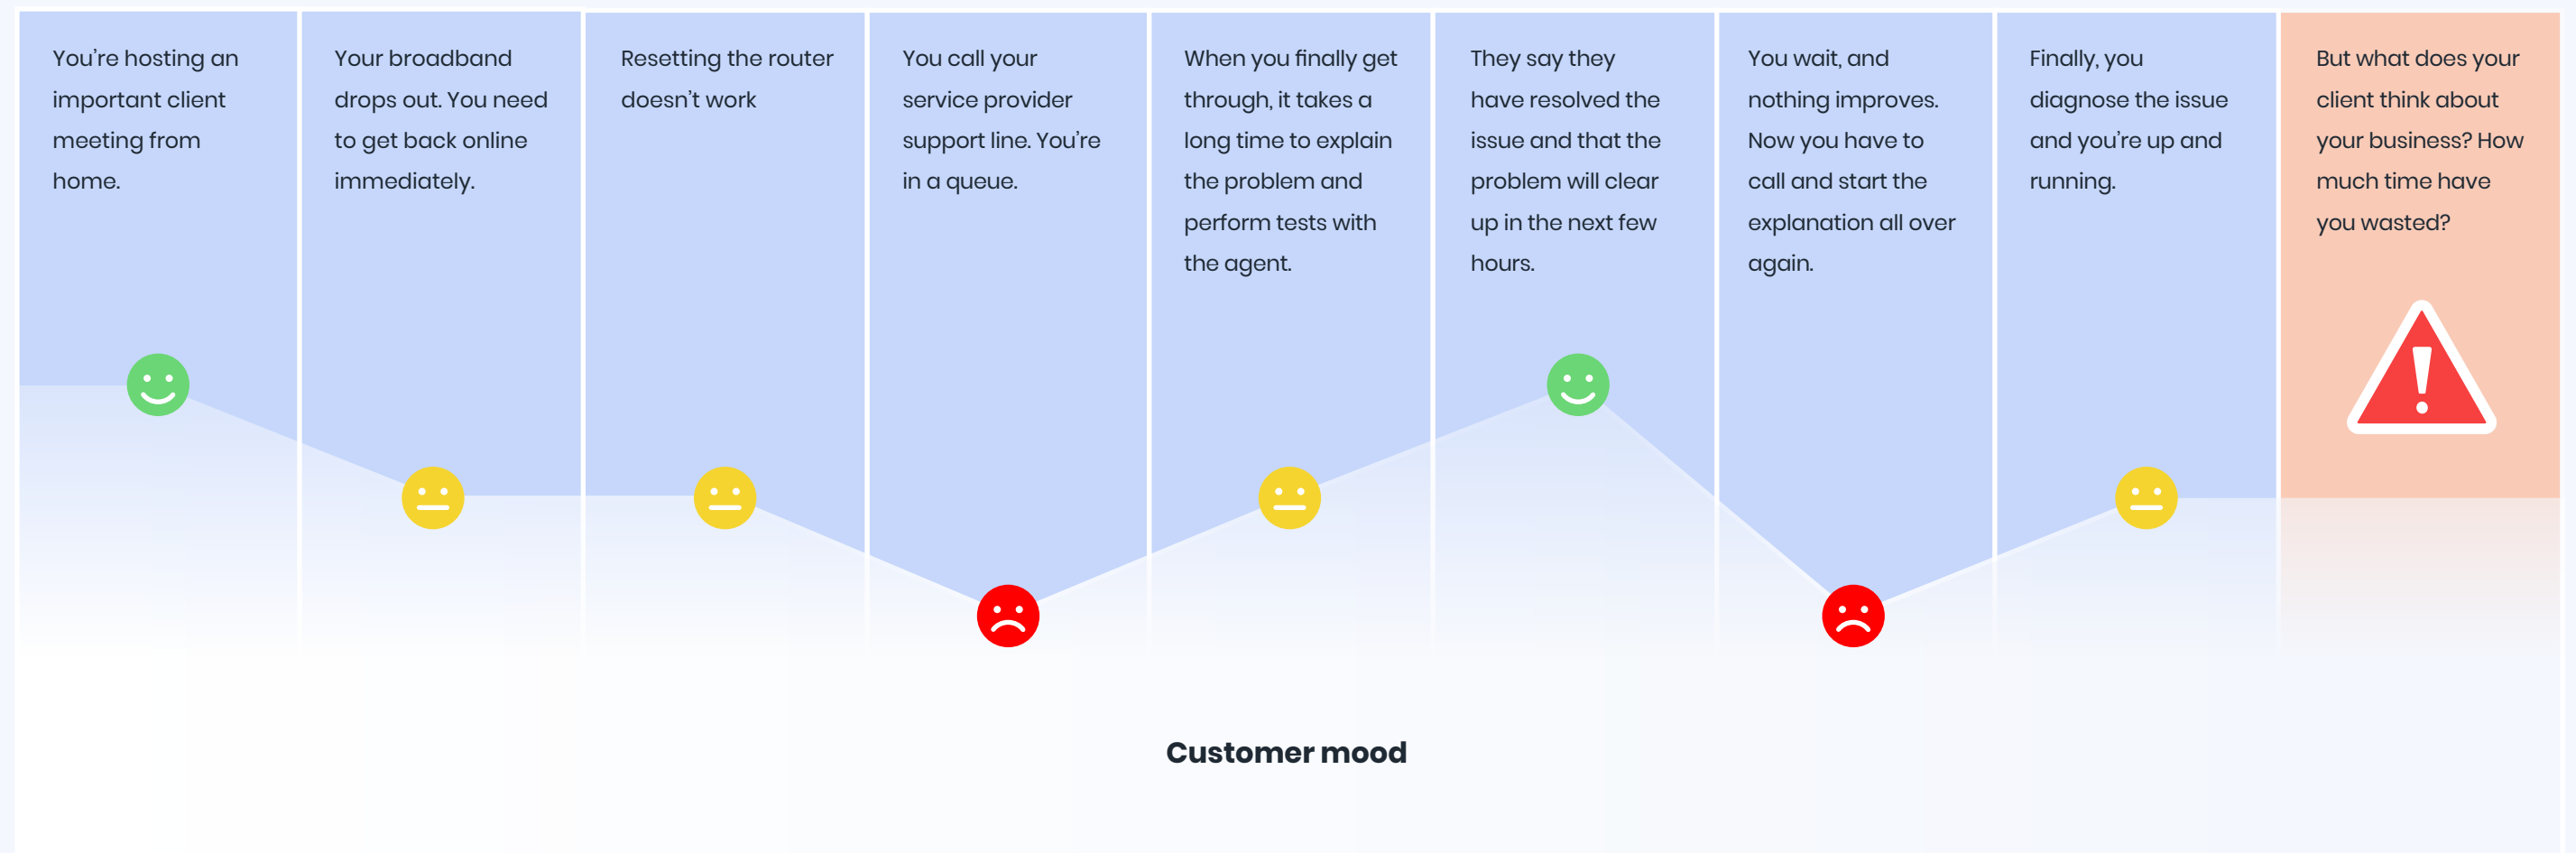 You’re hosting an
important client
meeting from
home.
Your broadband
drops out. You need
to get back online
immediately.
Resetting the router
doesn’t work
You call your
service provider
support line. You’re
in a queue.
When you finally get
through, it takes a
long time to explain
the problem and
perform tests with
the agent.
They say they
have resolved the
issue and that the
problem will clear
up in the next few
hours.
You wait, and
nothing improves.
Now you have to
call and start the
explanation all over
again.
Finally, you
diagnose the issue
and you’re up and
running.
But what does your
client think about
your business? How
much time have
you wasted?
Customer mood